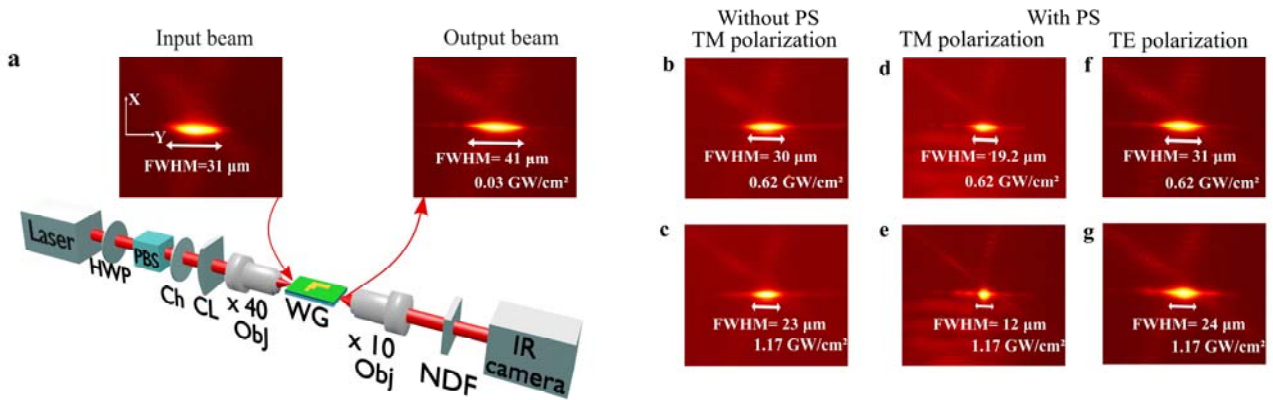 a
Input beam
Output beam
X
Y
FWHM=31 µm
FWHM= 41 µm
0.03 GW/cm²
Laser
HWP
PBS
Ch
CL
x 40
Obj
WG
x 10
Obj
NDF
IR
camera
Without PS
TM polarization
With PS
TM polarization
TE polarization
b
FWHM= 30 µm
0.62 GW/cm²
d
FWHM= 19.2 µm
0.62 GW/cm²
f
FWHM= 31 µm
0.62 GW/cm²
c
FWHM= 23 µm
1.17 GW/cm²
e
FWHM= 12 µm
1.17 GW/cm²
g
FWHM= 24 µm
1.17 GW/cm²